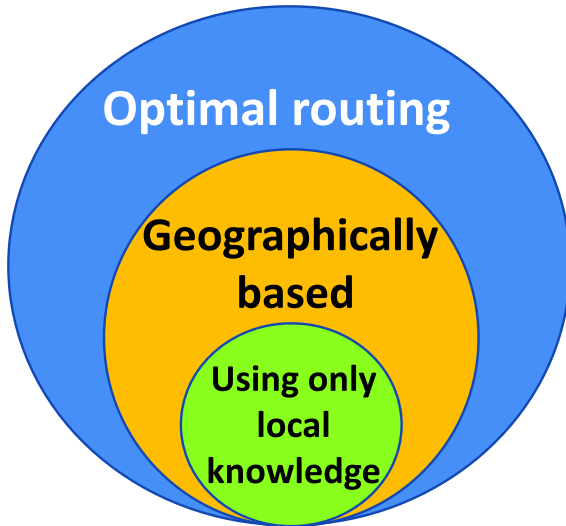 Optimal routing
Geographically
based
Using only
local
knowledge